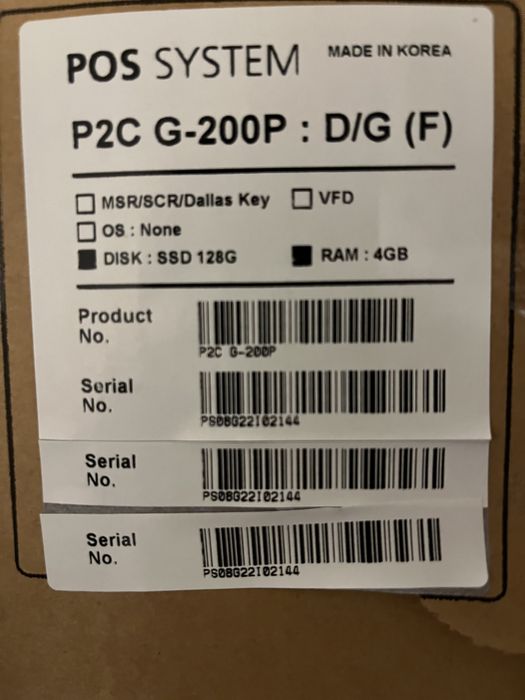 POS SYSTEM MADE IN KOREA
P2C G-200P : D/G (F)
MSR/SCR/Dallas Key VFD
OS : None
DISK : SSD 128G RAM : 4GB
Product
No.
P2C G-200P
Serial
No.
PS08G22I02144
Serial
No.
PS08G22I02144
Serial
No.
PS08G22I02144